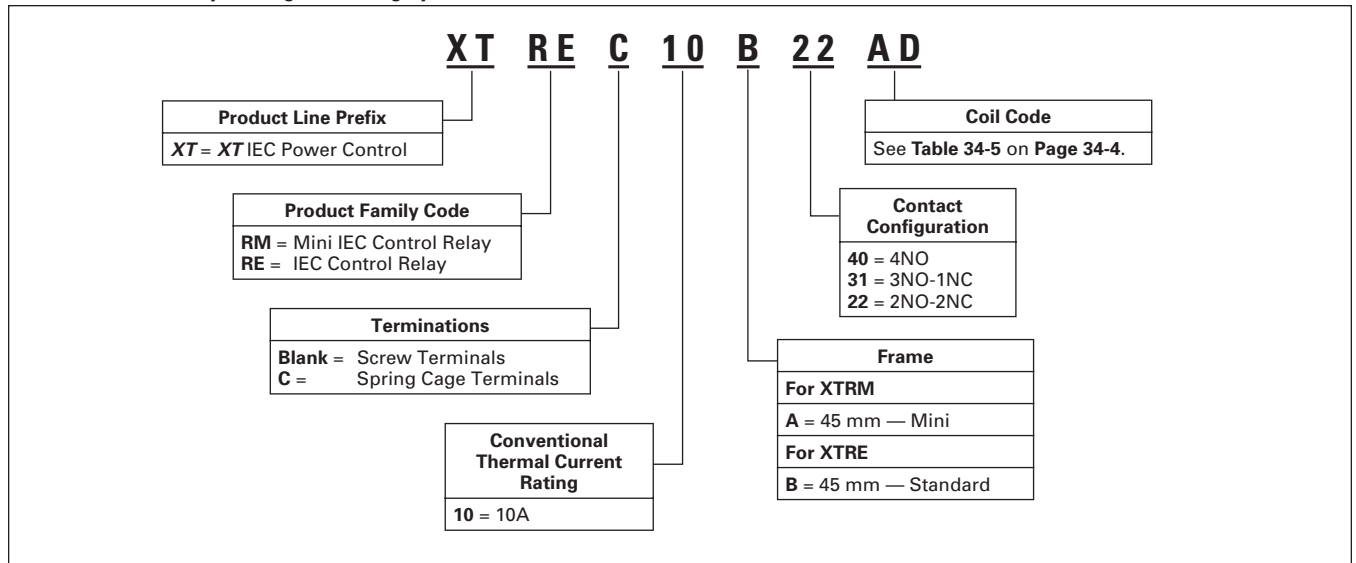 XT RE C 10 B 22 AD
Product Line Prefix
XT = XT IEC Power Control
Product Family Code
RM = Mini IEC Control Relay
RE = IEC Control Relay
Terminations
Blank = Screw Terminals
C = Spring Cage Terminals
Conventional
Thermal Current
Rating
10 = 10A
Coil Code
See Table 34-5 on Page 34-4.
Contact
Configuration
40 = 4NO
31 = 3NO-1NC
22 = 2NO-2NC
Frame
For XTRM
A = 45 mm — Mini
For XTRE
B = 45 mm — Standard